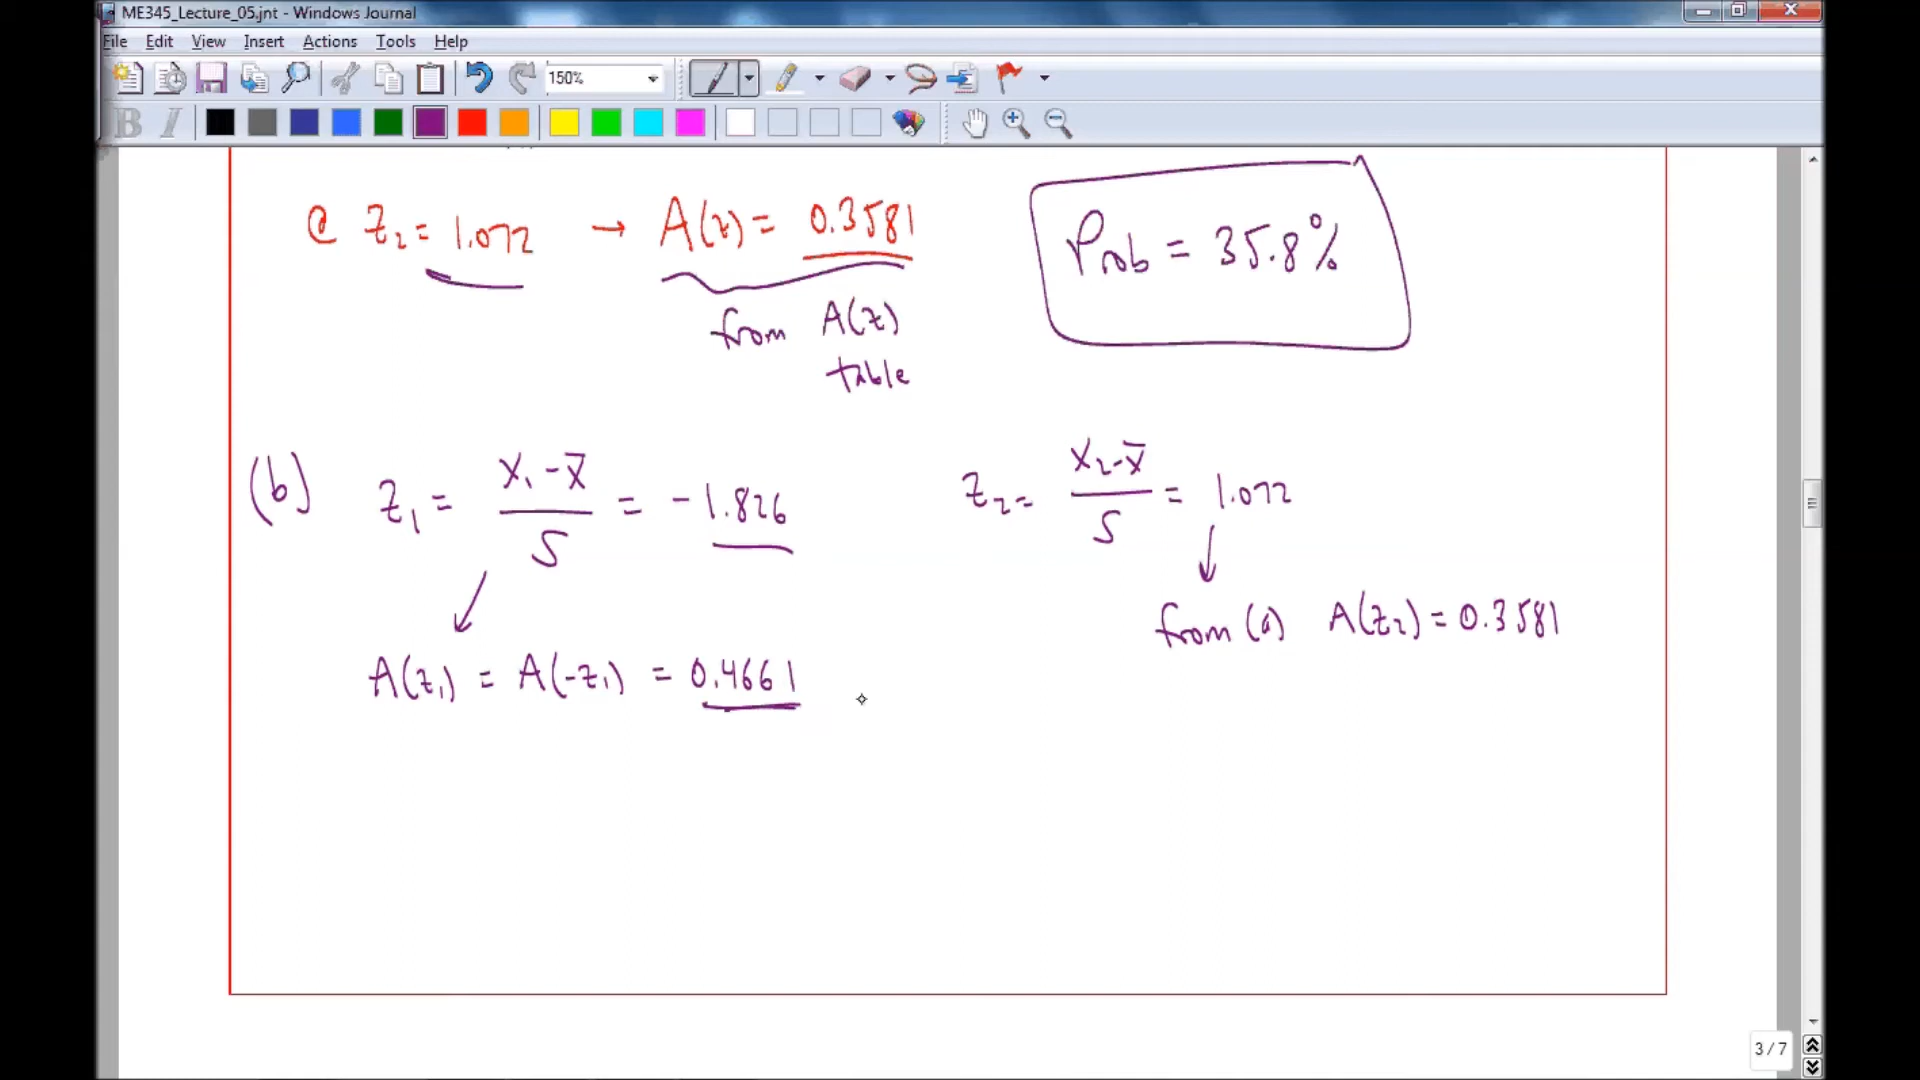 ME345_Lecture_05.jnt - Windows Journal
File Edit View Insert Actions Tools Help
150%
B I
@ z₂ = 1.072 → A(z) = 0.3581
Prob = 35.8%
from A(z)
table
(b) z₁ = (x₁ - x̄)/S = -1.826
z₂ = (x₂ - x̄)/S = 1.072
from (a) A(z₂) = 0.3581
A(z₁) = A(-z₁) = 0.4661
3 / 7